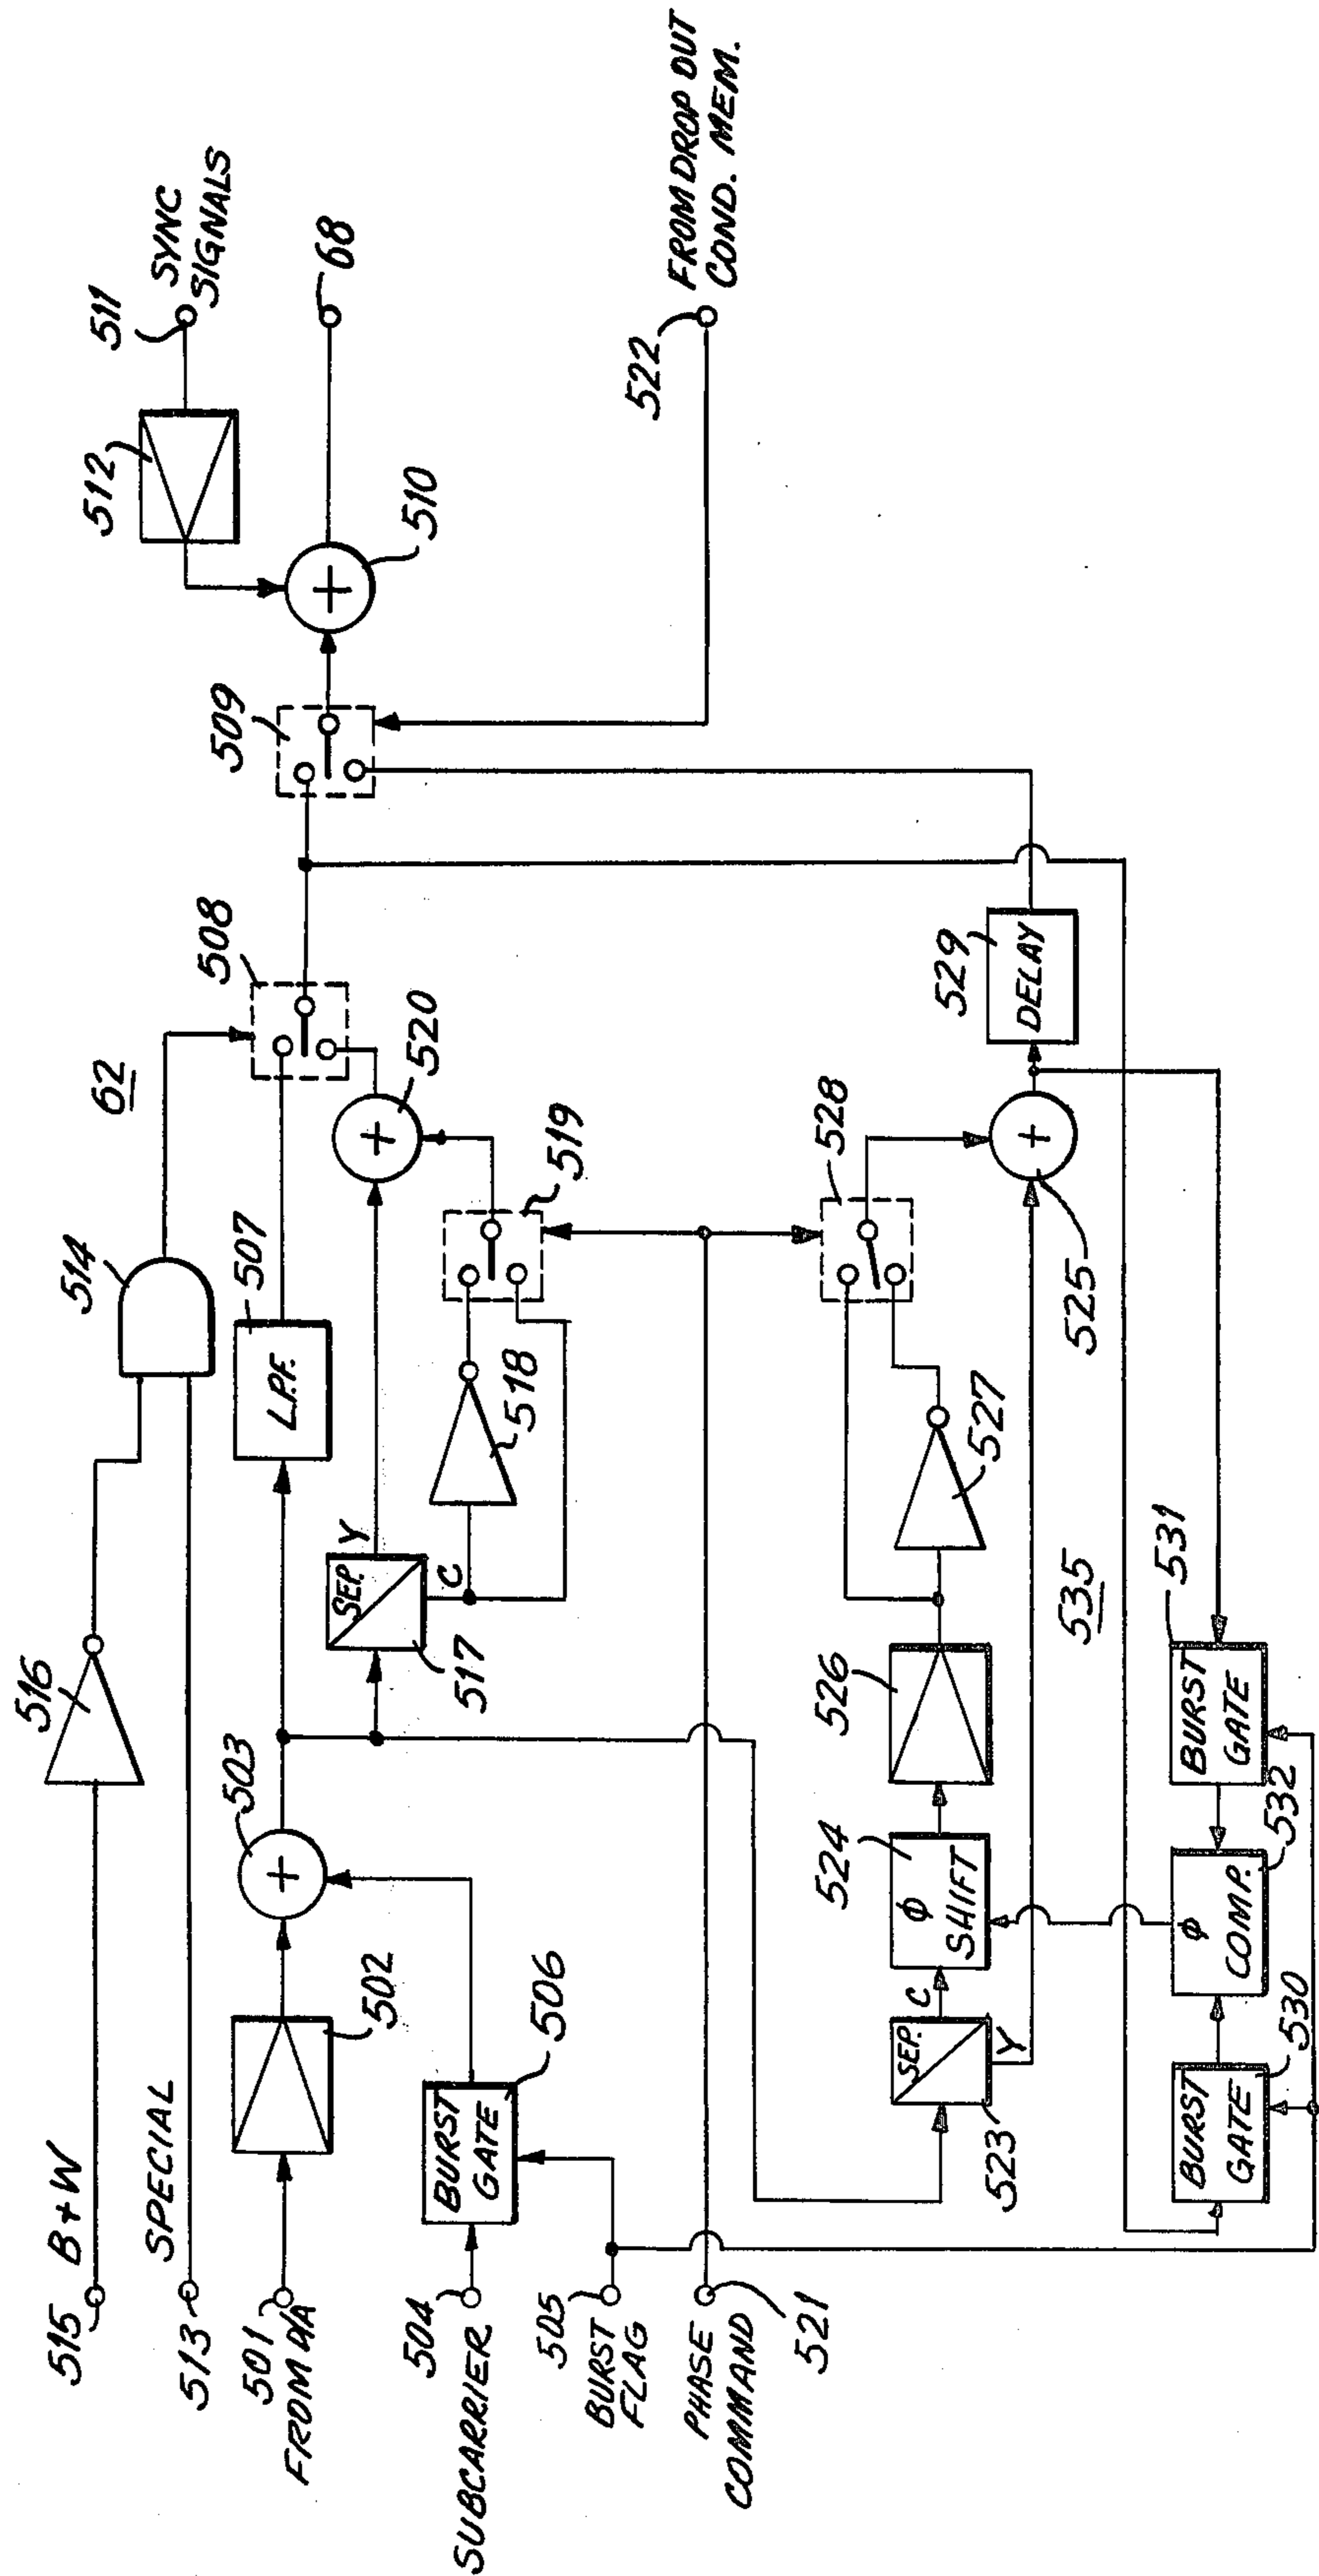 515 B+W
513 SPECIAL
501
FROM D/A
504
SUBCARRIER
505
BURST
FLAG
PHASE
COMMAND
521
516
514
62
502
503
507
L.P.F.
508
509
512
511
SYNC
SIGNALS
68
+
+
510
BURST
GATE
506
SEP.
Y
C
517
518
519
520
+
522
FROM DROP OUT
COND. MEM.
SEP.
C
Y
523
524
φ
SHIFT
526
527
528
+
525
529
DELAY
535
BURST
GATE
530
φ
COMP.
532
BURST
GATE
531